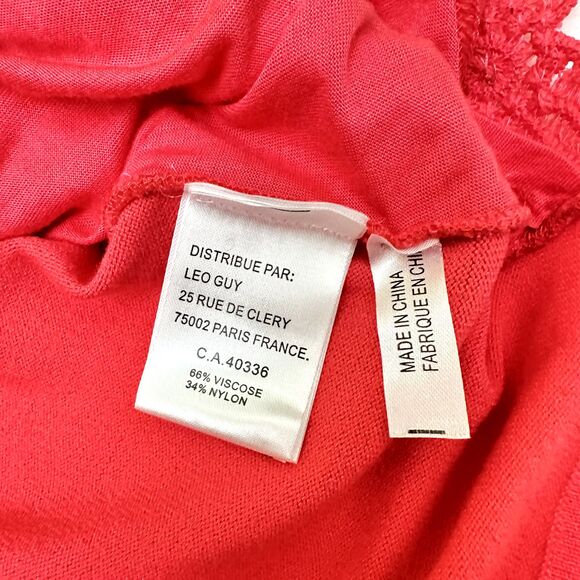 DISTRIBUE PAR:
LEO GUY
25 RUE DE CLERY
75002 PARIS FRANCE.
C.A.40336
66% VISCOSE
34% NYLON
MADE IN CHINA
FABRIQUE EN CHI